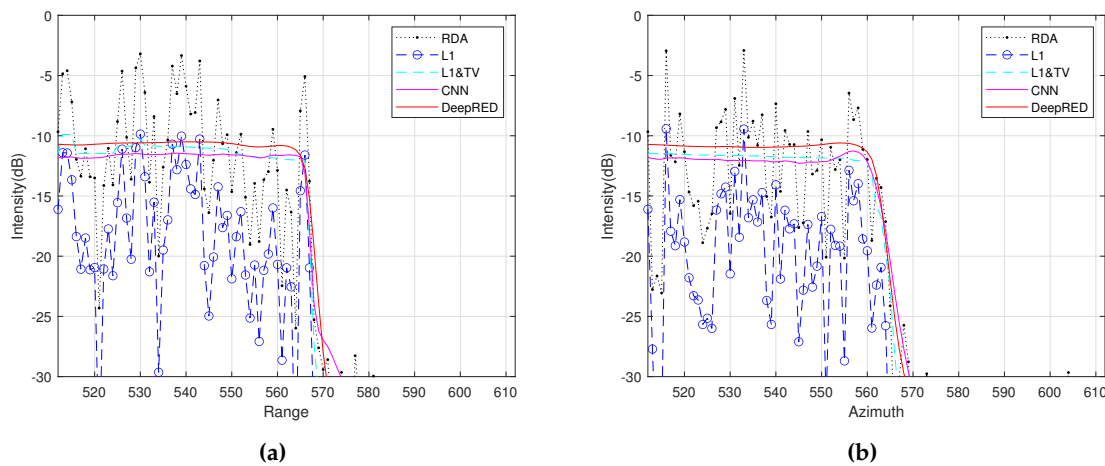 0
-5
-10
-15
-20
-25
-30
520 530 540 550 560 570 580 590 600 610
Range
Intensity(dB)
RDA
L1
L1&TV
CNN
DeepRED
(a)
0
-5
-10
-15
-20
-25
-30
520 530 540 550 560 570 580 590 600 610
Azimuth
Intensity(dB)
RDA
L1
L1&TV
CNN
DeepRED
(b)